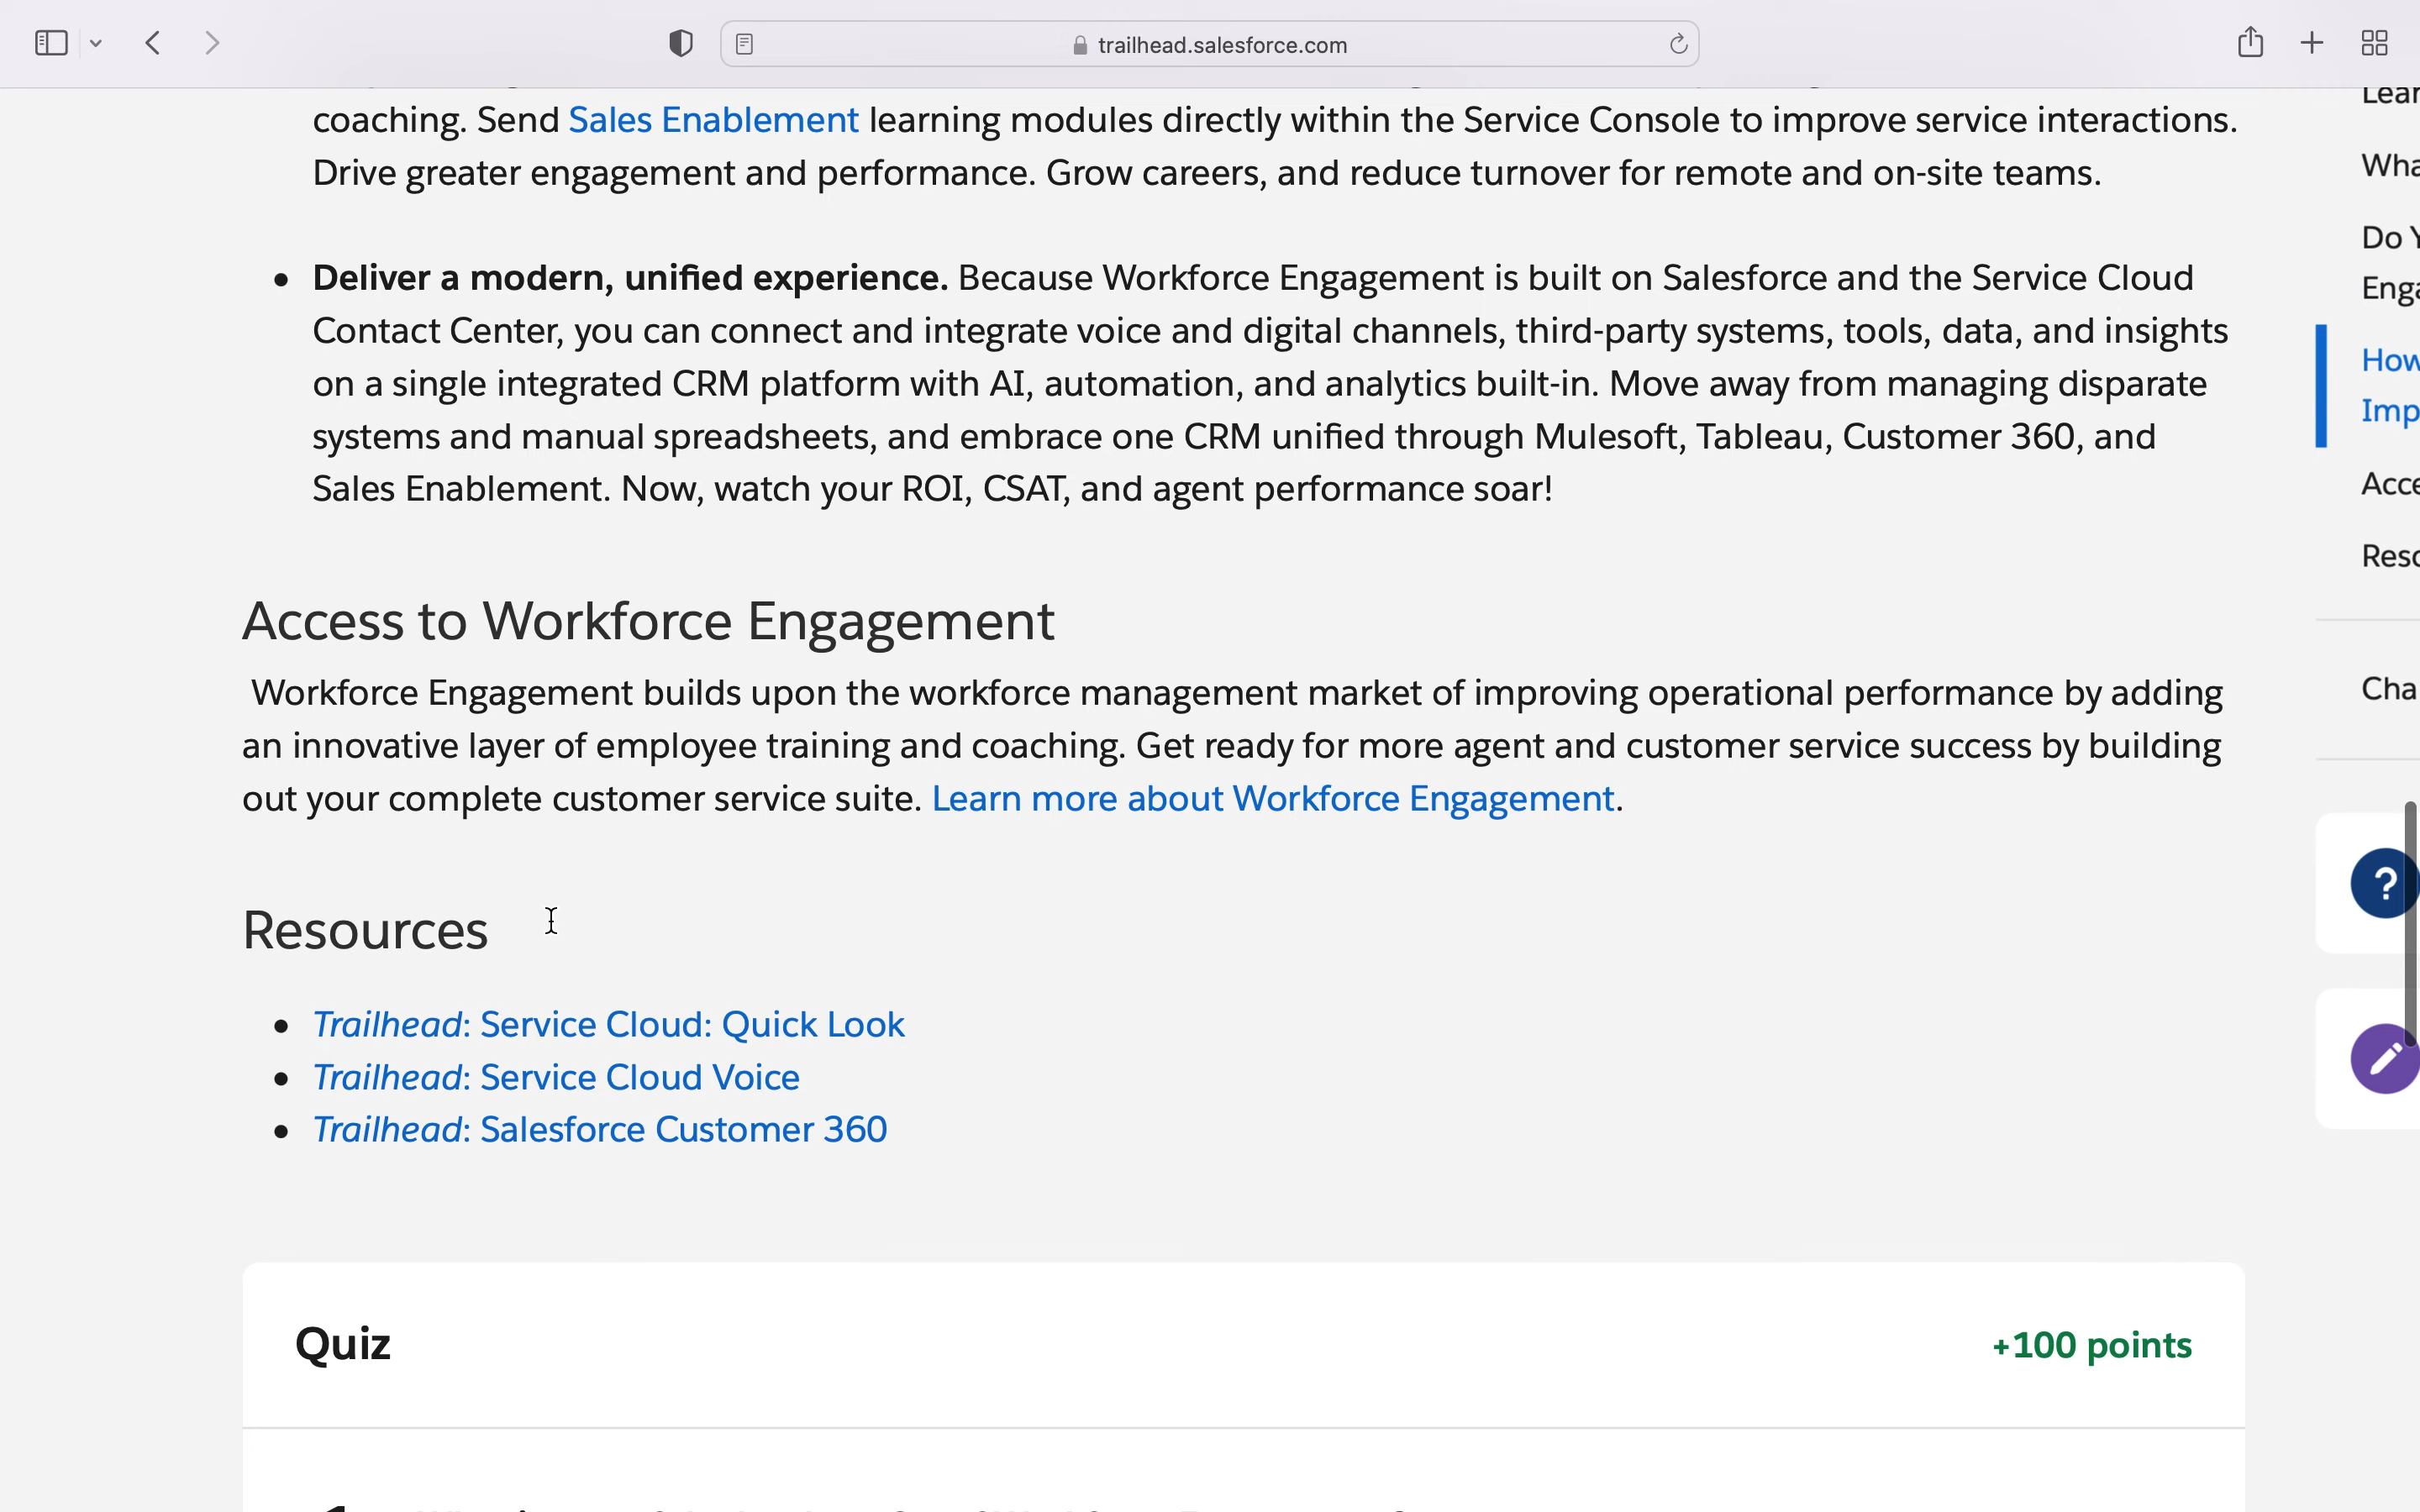 trailhead.salesforce.com
coaching. Send Sales Enablement learning modules directly within the Service Console to improve service interactions.
Drive greater engagement and performance. Grow careers, and reduce turnover for remote and on-site teams.
• Deliver a modern, unified experience. Because Workforce Engagement is built on Salesforce and the Service Cloud
Contact Center, you can connect and integrate voice and digital channels, third-party systems, tools, data, and insights
on a single integrated CRM platform with AI, automation, and analytics built-in. Move away from managing disparate
systems and manual spreadsheets, and embrace one CRM unified through Mulesoft, Tableau, Customer 360, and
Sales Enablement. Now, watch your ROI, CSAT, and agent performance soar!
Access to Workforce Engagement
Workforce Engagement builds upon the workforce management market of improving operational performance by adding
an innovative layer of employee training and coaching. Get ready for more agent and customer service success by building
out your complete customer service suite. Learn more about Workforce Engagement.
Resources
• Trailhead: Service Cloud: Quick Look
• Trailhead: Service Cloud Voice
• Trailhead: Salesforce Customer 360
Quiz
+100 points
Lear
Wha
Do Y
Enga
How
Imp
Acce
Reso
Cha
?